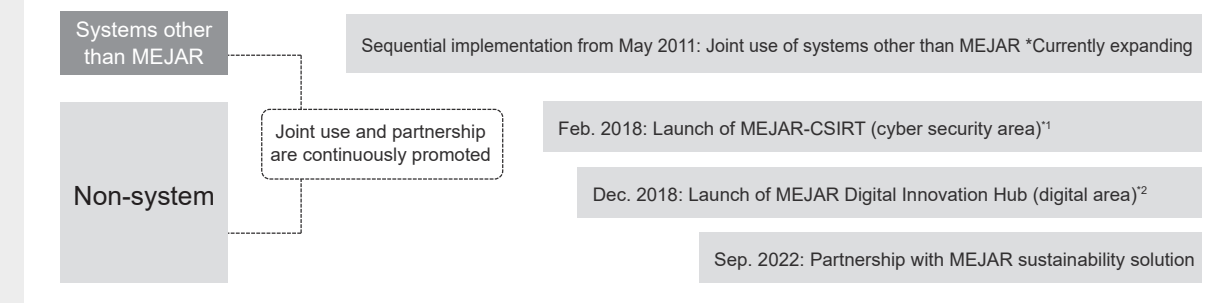 Systems other
than MEJAR
Sequential implementation from May 2011: Joint use of systems other than MEJAR *Currently expanding
Joint use and partnership
are continuously promoted
Non-system
Feb. 2018: Launch of MEJAR-CSIRT (cyber security area)*1
Dec. 2018: Launch of MEJAR Digital Innovation Hub (digital area)*2
Sep. 2022: Partnership with MEJAR sustainability solution